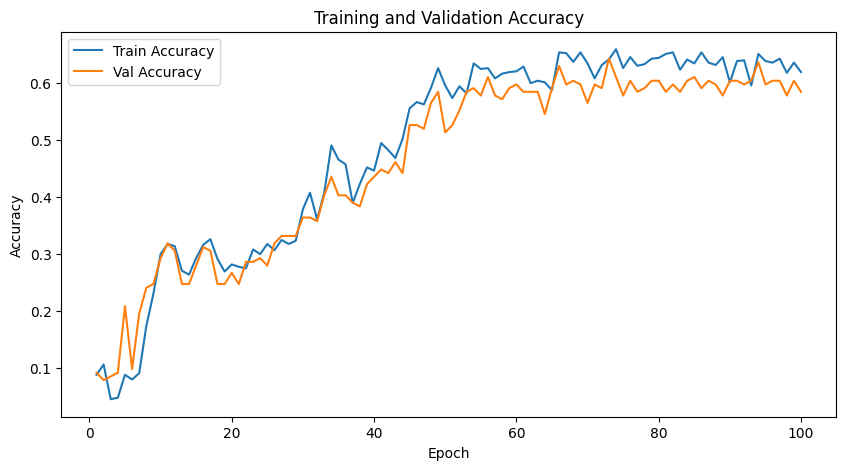 Training and Validation Accuracy
Train Accuracy
Val Accuracy
0.6
0.5
0.4
0.3
0.2
0.1
Accuracy
0 20 40 60 80 100
Epoch